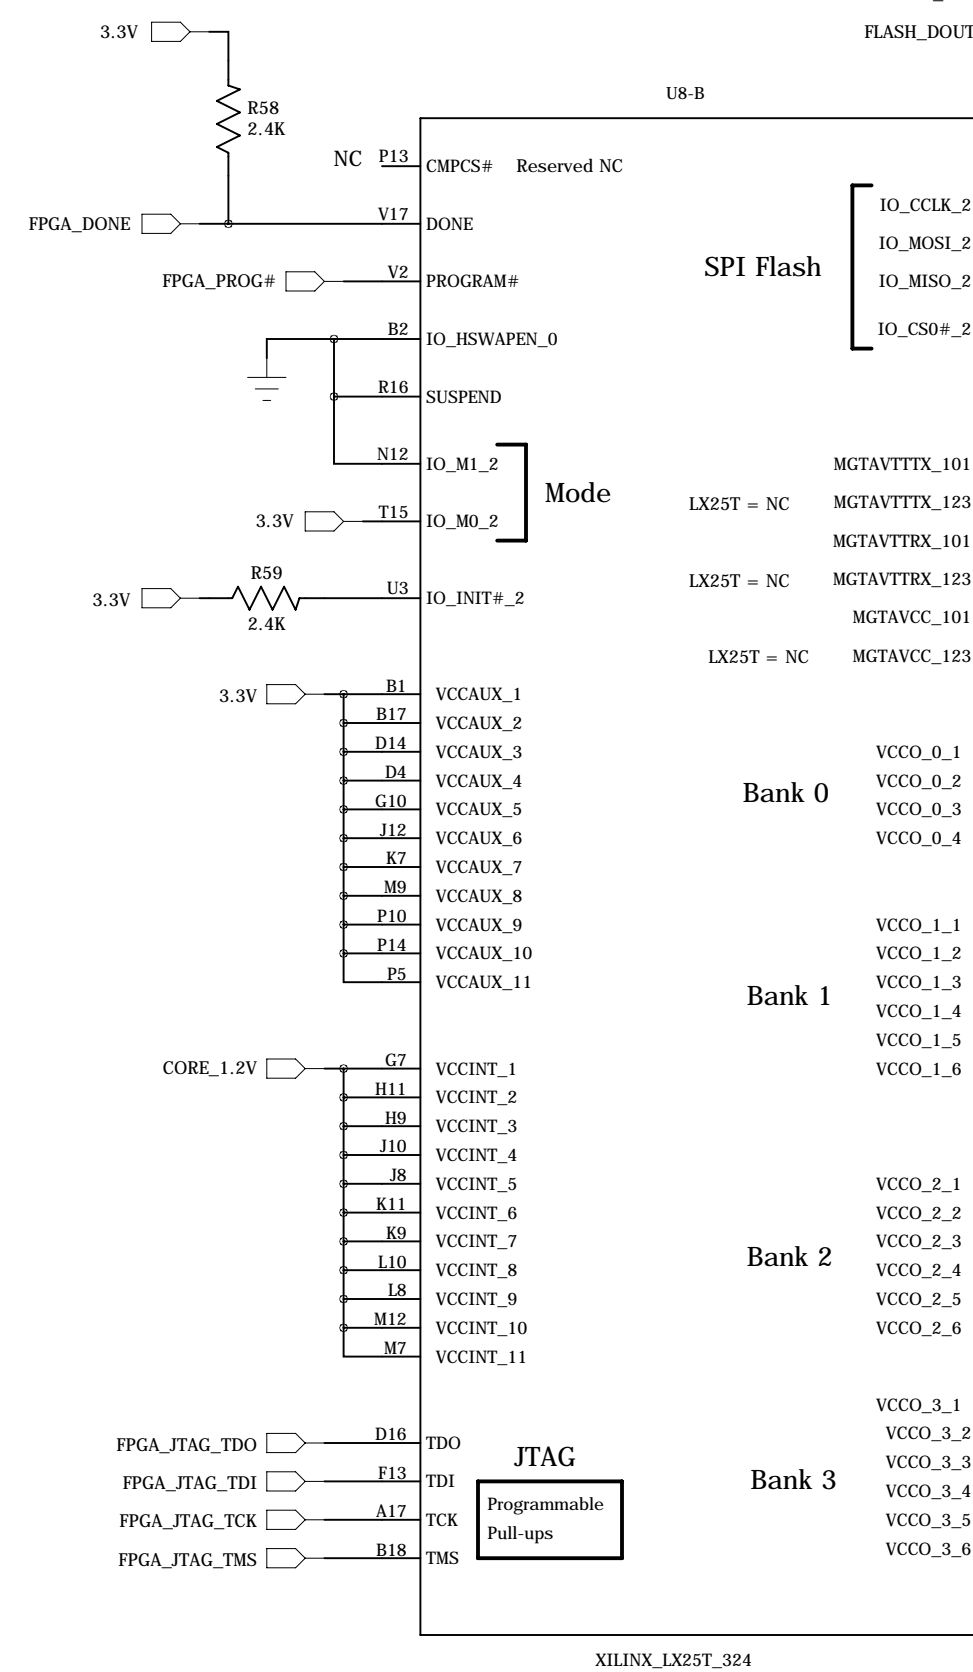 3.3V
FLASH_DOUT
R58
2.4K
U8-B
NC P13 CMPCS# Reserved NC
FPGA_DONE V17 DONE
FPGA_PROG# V2 PROGRAM#
B2 IO_HSWAPEN_0
R16 SUSPEND
N12 IO_M1_2
3.3V T15 IO_M0_2
Mode
R59
3.3V U3 IO_INIT#_2
2.4K
SPI Flash
IO_CCLK_2
IO_MOSI_2
IO_MISO_2
IO_CS0#_2
MGTAVTTTX_101
LX25T = NC MGTAVTTTX_123
MGTAVTTRX_101
LX25T = NC MGTAVTTRX_123
MGTAVCC_101
LX25T = NC MGTAVCC_123
3.3V B1 VCCAUX_1
B17 VCCAUX_2
D14 VCCAUX_3
D4 VCCAUX_4
G10 VCCAUX_5
J12 VCCAUX_6
K7 VCCAUX_7
M9 VCCAUX_8
P10 VCCAUX_9
P14 VCCAUX_10
P5 VCCAUX_11
Bank 0
VCCO_0_1
VCCO_0_2
VCCO_0_3
VCCO_0_4
Bank 1
VCCO_1_1
VCCO_1_2
VCCO_1_3
VCCO_1_4
VCCO_1_5
VCCO_1_6
CORE_1.2V G7 VCCINT_1
H11 VCCINT_2
H9 VCCINT_3
J10 VCCINT_4
J8 VCCINT_5
K11 VCCINT_6
K9 VCCINT_7
L10 VCCINT_8
L8 VCCINT_9
M12 VCCINT_10
M7 VCCINT_11
Bank 2
VCCO_2_1
VCCO_2_2
VCCO_2_3
VCCO_2_4
VCCO_2_5
VCCO_2_6
FPGA_JTAG_TDO D16 TDO
FPGA_JTAG_TDI F13 TDI
FPGA_JTAG_TCK A17 TCK
FPGA_JTAG_TMS B18 TMS
JTAG
Programmable
Pull-ups
Bank 3
VCCO_3_1
VCCO_3_2
VCCO_3_3
VCCO_3_4
VCCO_3_5
VCCO_3_6
XILINX_LX25T_324